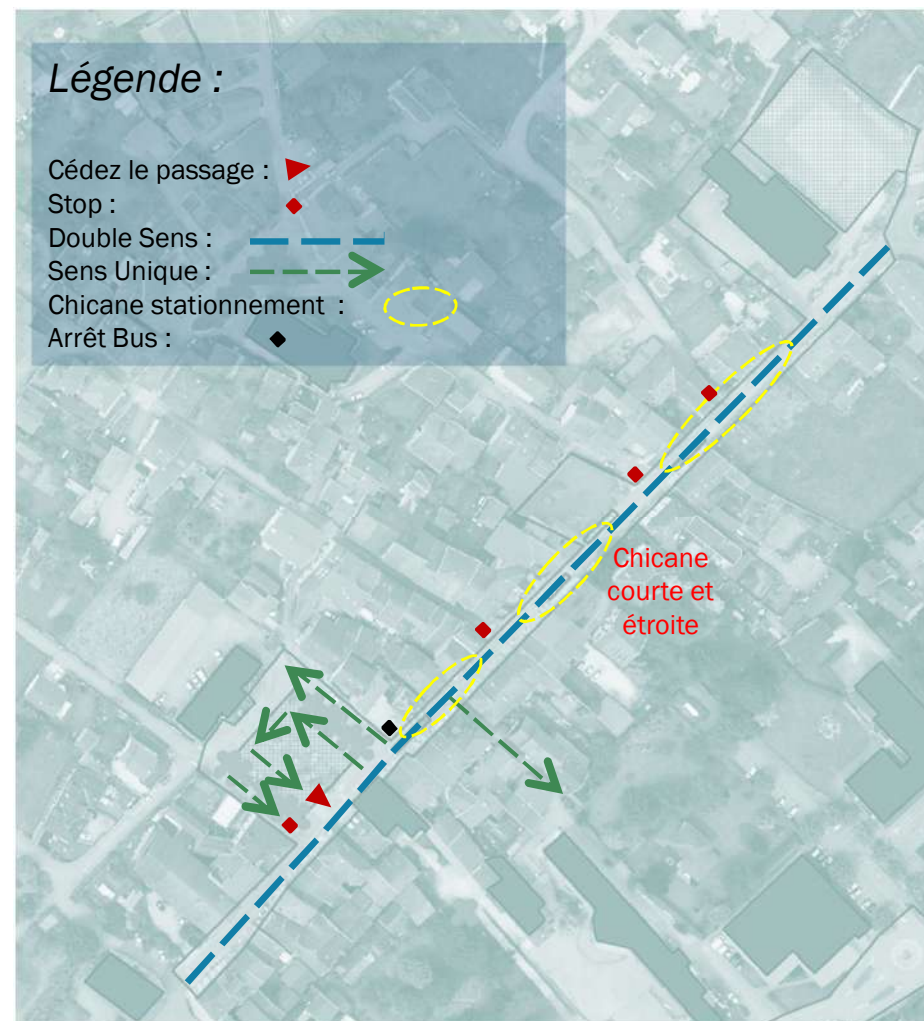 Légende :
Cédez le passage :
Stop :
Double Sens :
Sens Unique :
Chicane stationnement :
Arrêt Bus :
Chicane
courte et
étroite